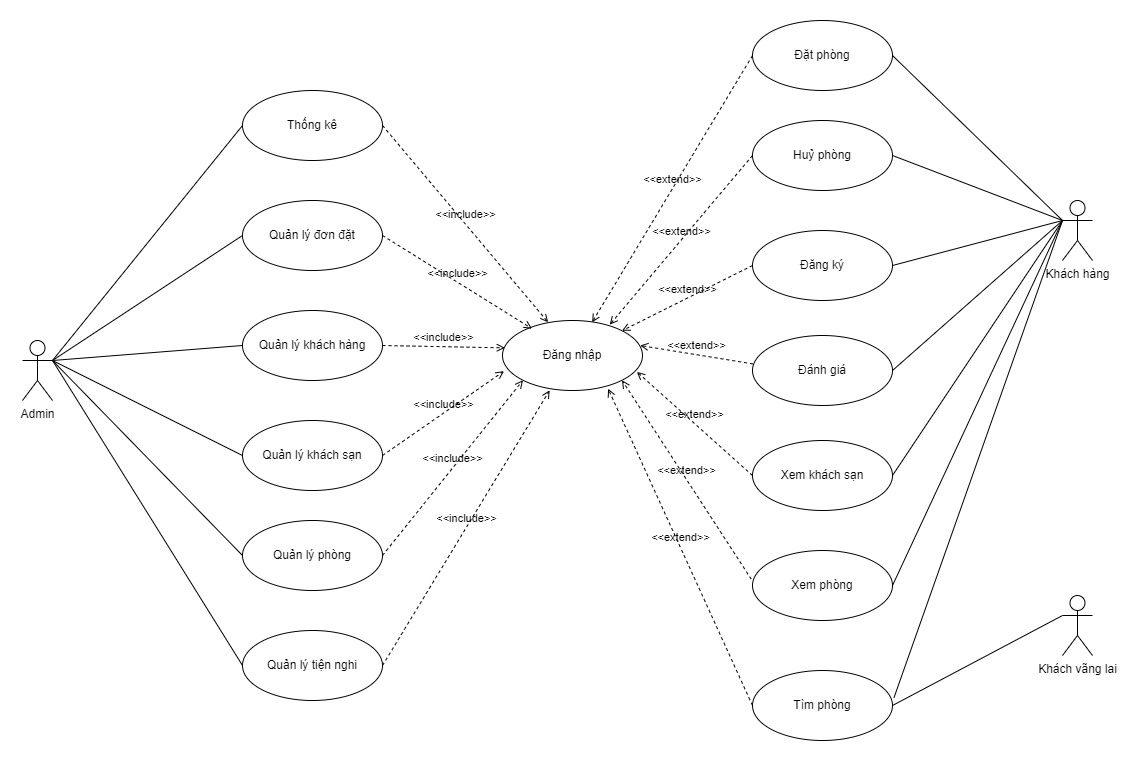 Đặt phòng
Thống kê
Huỷ phòng
<<extend>>
<<include>>
Quản lý đơn đặt
<<extend>>
Đăng ký
Khách hàng
<<include>>
<<extend>>
Quản lý khách hàng
<<include>>
<<extend>>
Đăng nhập
Đánh giá
Admin
<<include>>
<<extend>>
Quản lý khách sạn
<<include>>
<<extend>>
Xem khách sạn
<<include>>
<<extend>>
Quản lý phòng
Xem phòng
Quản lý tiện nghi
Khách vãng lai
Tìm phòng